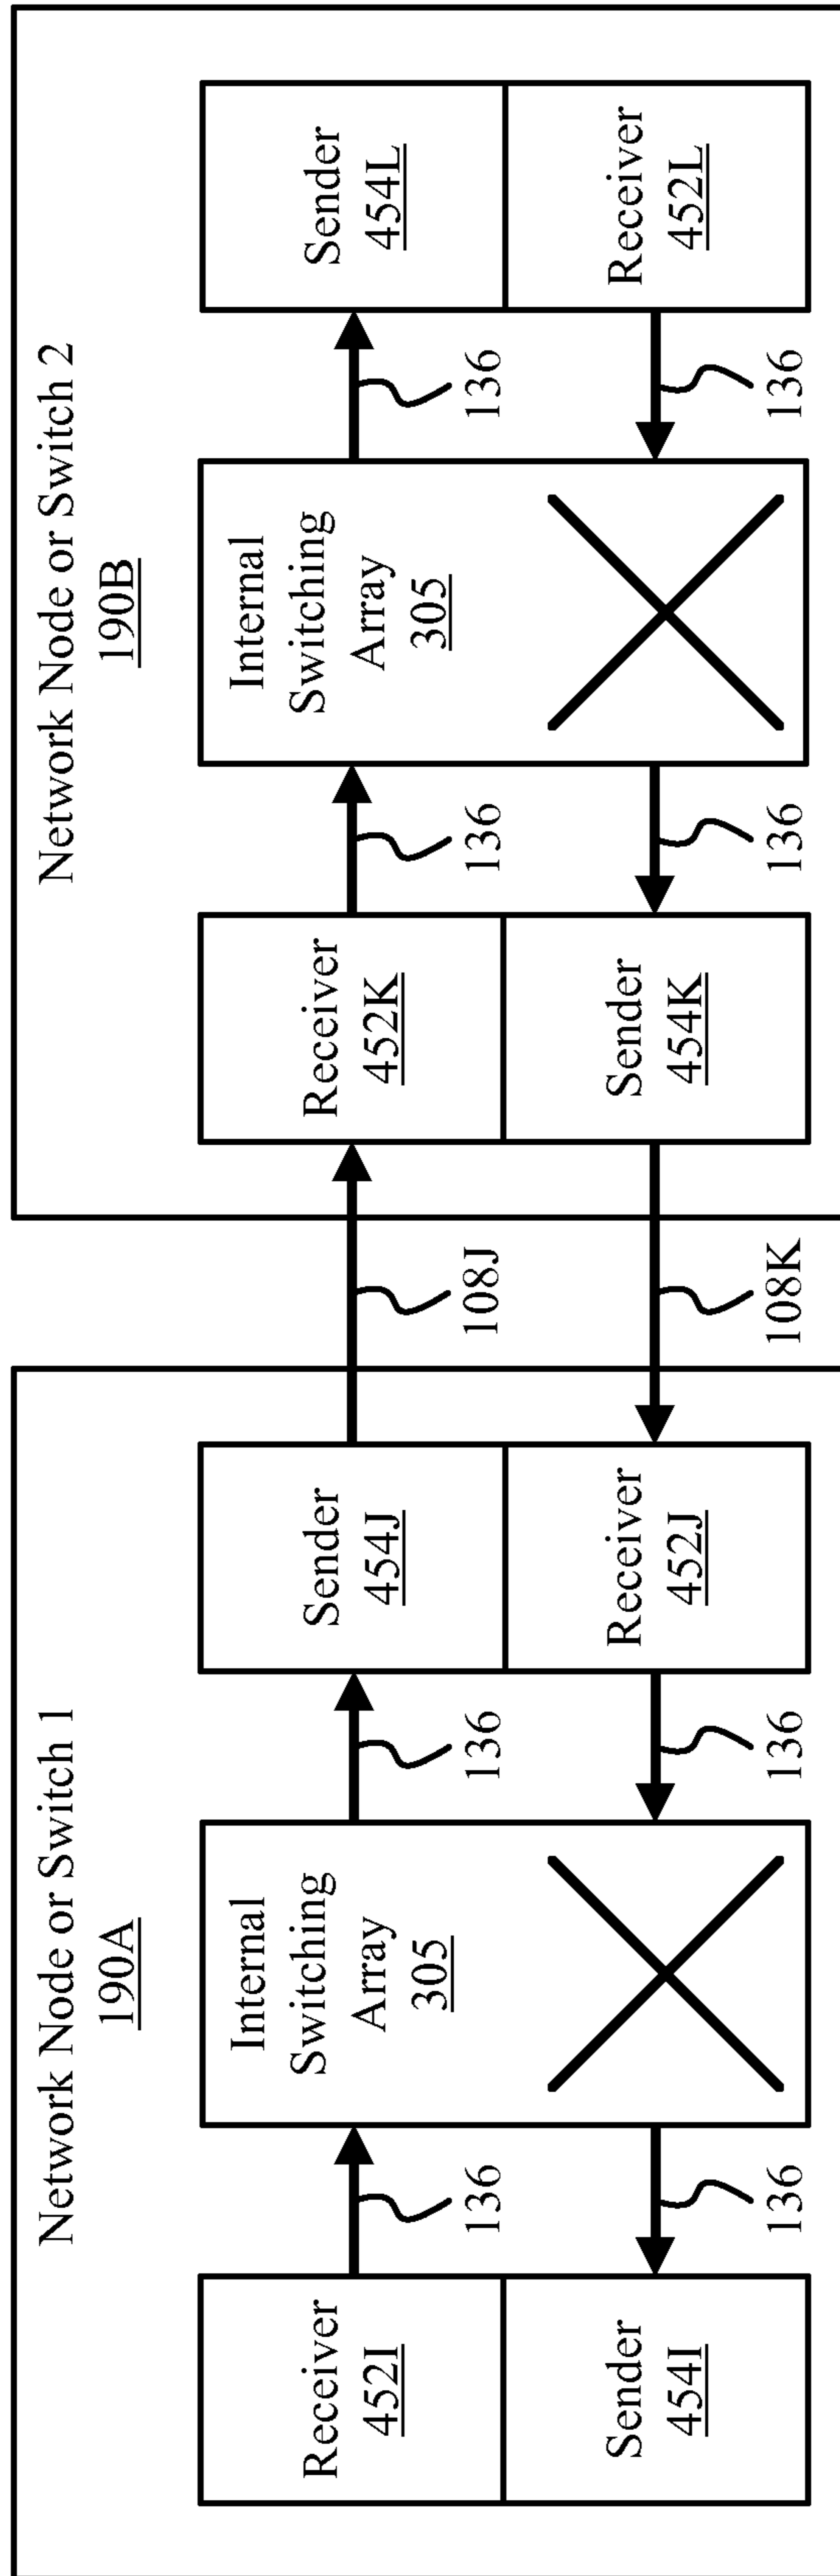 Network Node or Switch 1
190A
Receiver
452I
Sender
454I
136
136
Internal
Switching
Array
305
136
136
Sender
454J
Receiver
452J
108J
108K
Network Node or Switch 2
190B
Receiver
452K
Sender
454K
136
136
Internal
Switching
Array
305
136
136
Sender
454L
Receiver
452L